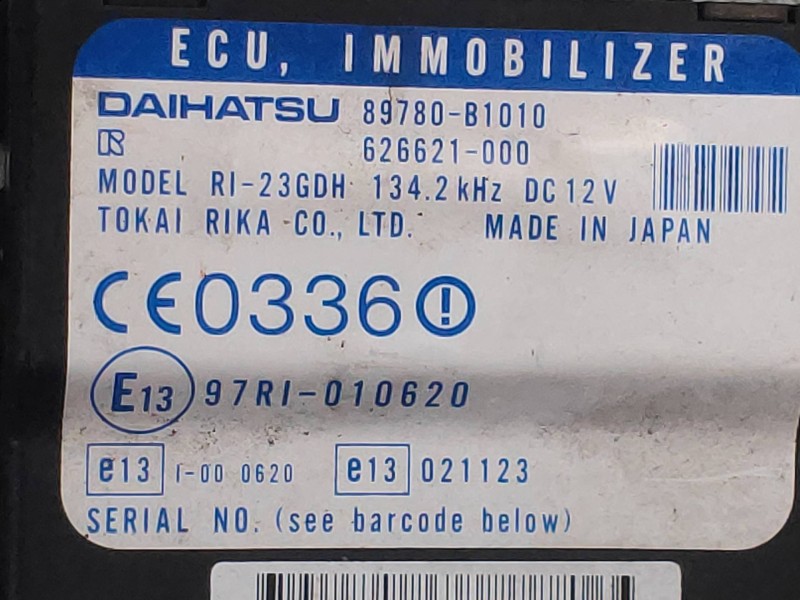 ECU, IMMOBILIZER
DAIHATSU 89780-B1010
R 626621-000
MODEL RI-23GDH 134.2kHz DC12V
TOKAI RIKA CO., LTD. MADE IN JAPAN
CE0336!
E13 97RI-010620
e13 I-00 0620 e13 021123
SERIAL NO. (see barcode below)